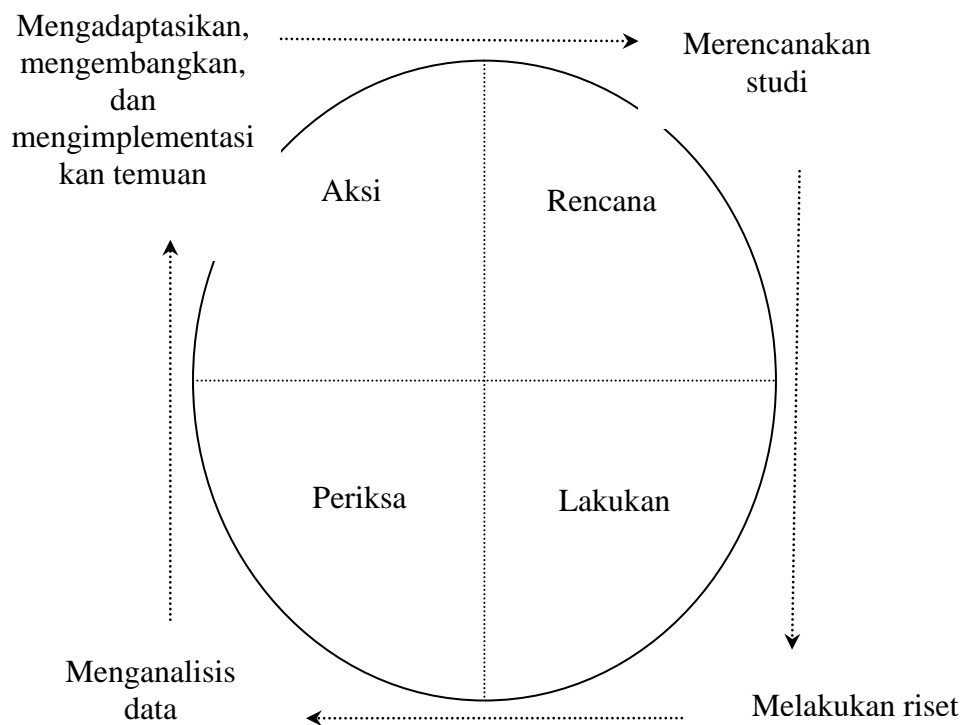 Mengadaptasikan,
mengembangkan,
dan
mengimplementasi
kan temuan
Merencanakan
studi
Aksi
Rencana
Periksa
Lakukan
Menganalisis
data
Melakukan riset